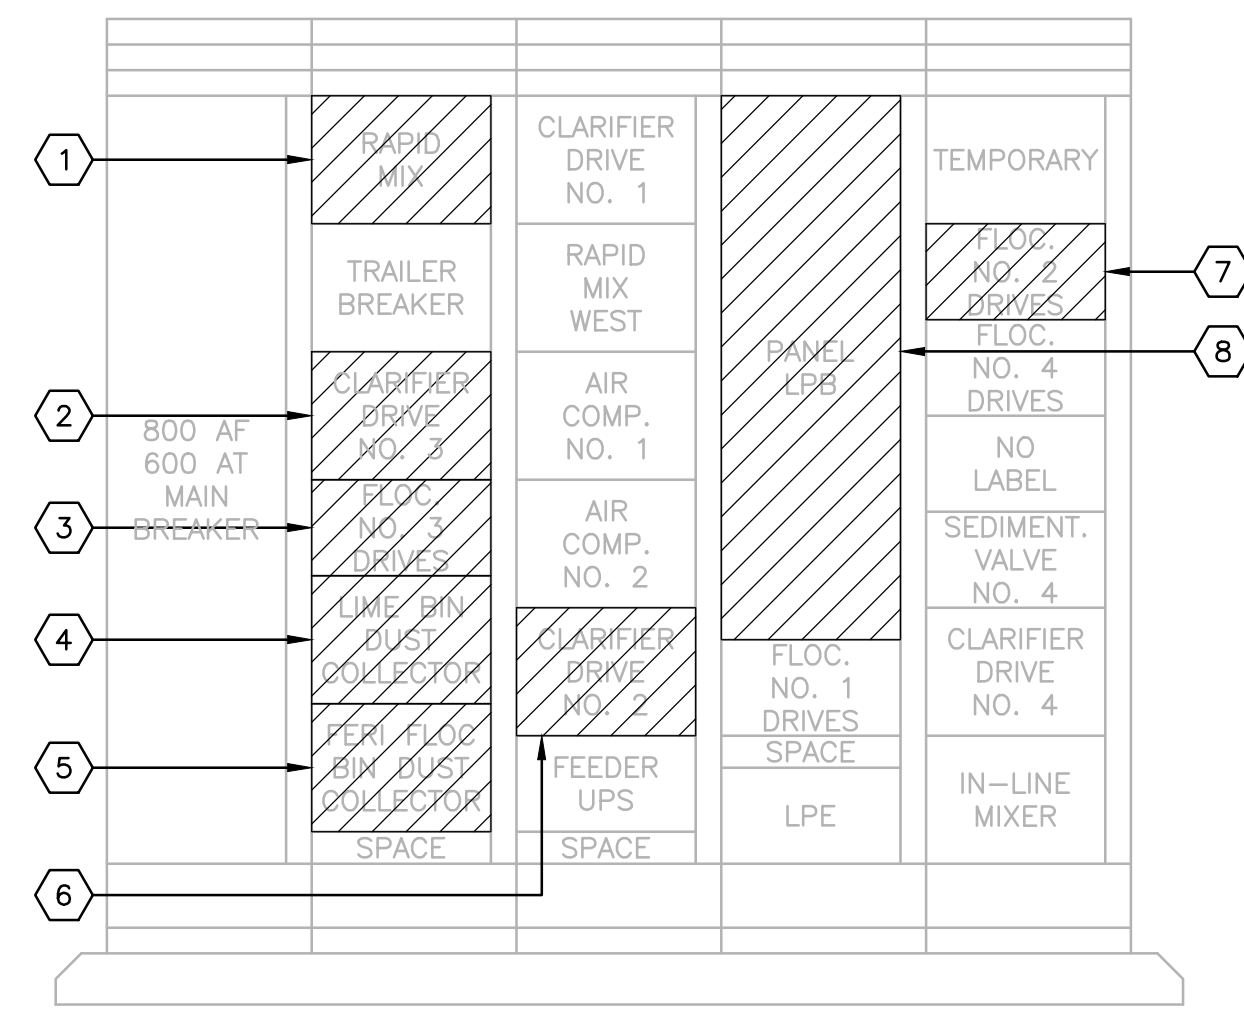 1
2
3
4
5
6
7
8
800 AF
600 AT
MAIN
BREAKER
RAPID
MIX
TRAILER
BREAKER
CLARIFIER
DRIVE
NO. 3
FLOC.
NO. 3
DRIVES
LIME BIN
DUST
COLLECTOR
FERI FLOC
BIN DUST
COLLECTOR
SPACE
CLARIFIER
DRIVE
NO. 1
RAPID
MIX
WEST
AIR
COMP.
NO. 1
AIR
COMP.
NO. 2
CLARIFIER
DRIVE
NO. 2
FEEDER
UPS
SPACE
PANEL
LPB
FLOC.
NO. 1
DRIVES
SPACE
LPE
TEMPORARY
FLOC.
NO. 2
DRIVES
FLOC.
NO. 4
DRIVES
NO
LABEL
SEDIMENT.
VALVE
NO. 4
CLARIFIER
DRIVE
NO. 4
IN-LINE
MIXER